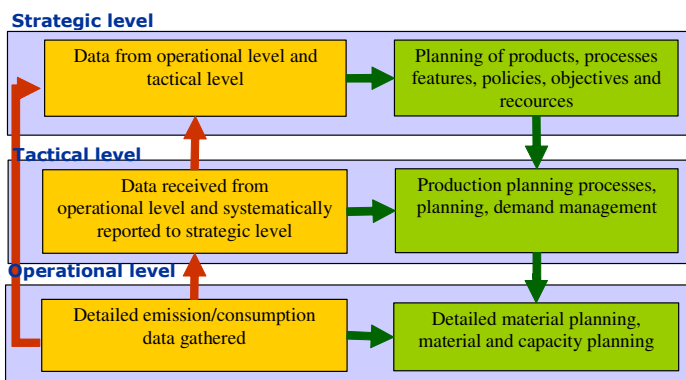 Strategic level
Data from operational level and
tactical level
Planning of products, processes
features, policies, objectives and
recources
Tactical level
Data received from
operational level and systematically
reported to strategic level
Production planning processes,
planning, demand management
Operational level
Detailed emission/consumption
data gathered
Detailed material planning,
material and capacity planning